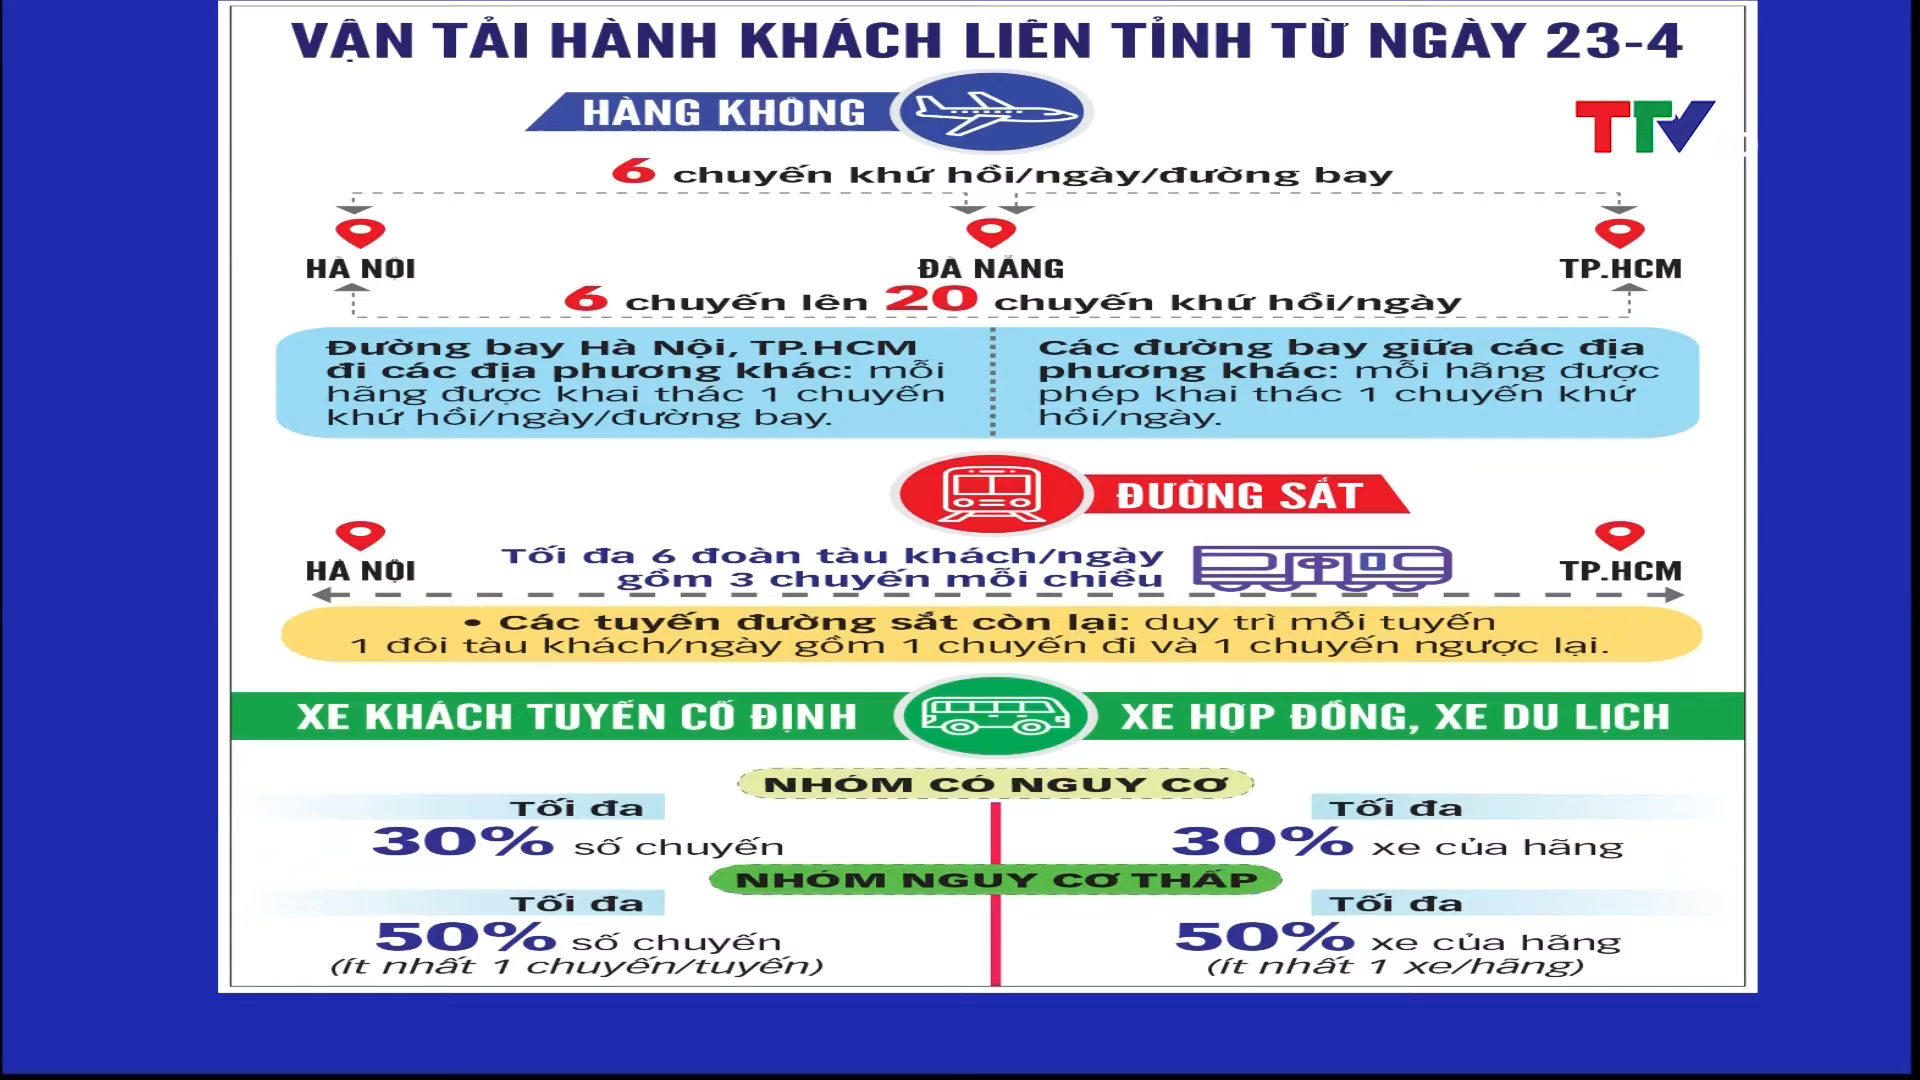 VẬN TẢI HÀNH KHÁCH LIÊN TỈNH TỪ NGÀY 23-4
HÀNG KHÔNG
TTV
6 chuyến khứ hồi/ngày/đường bay
HÀ NỘI
ĐÀ NẴNG
TP.HCM
6 chuyến lên 20 chuyến khứ hồi/ngày
Đường bay Hà Nội, TP.HCM
đi các địa phương khác: mỗi
hãng được khai thác 1 chuyến
khứ hồi/ngày/đường bay.
Các đường bay giữa các địa
phương khác: mỗi hãng được
phép khai thác 1 chuyến khứ
hồi/ngày.
ĐƯỜNG SẮT
HÀ NỘI
Tối đa 6 đoàn tàu khách/ngày
gồm 3 chuyến mỗi chiều
TP.HCM
• Các tuyến đường sắt còn lại: duy trì mỗi tuyến
1 đôi tàu khách/ngày gồm 1 chuyến đi và 1 chuyến ngược lại.
XE KHÁCH TUYẾN CỐ ĐỊNH
XE HỢP ĐỒNG, XE DU LỊCH
NHÓM CÓ NGUY CƠ
Tối đa
30% số chuyến
Tối đa
30% xe của hãng
NHÓM NGUY CƠ THẤP
Tối đa
50% số chuyến
(ít nhất 1 chuyến/tuyến)
Tối đa
50% xe của hãng
(ít nhất 1 xe/hãng)